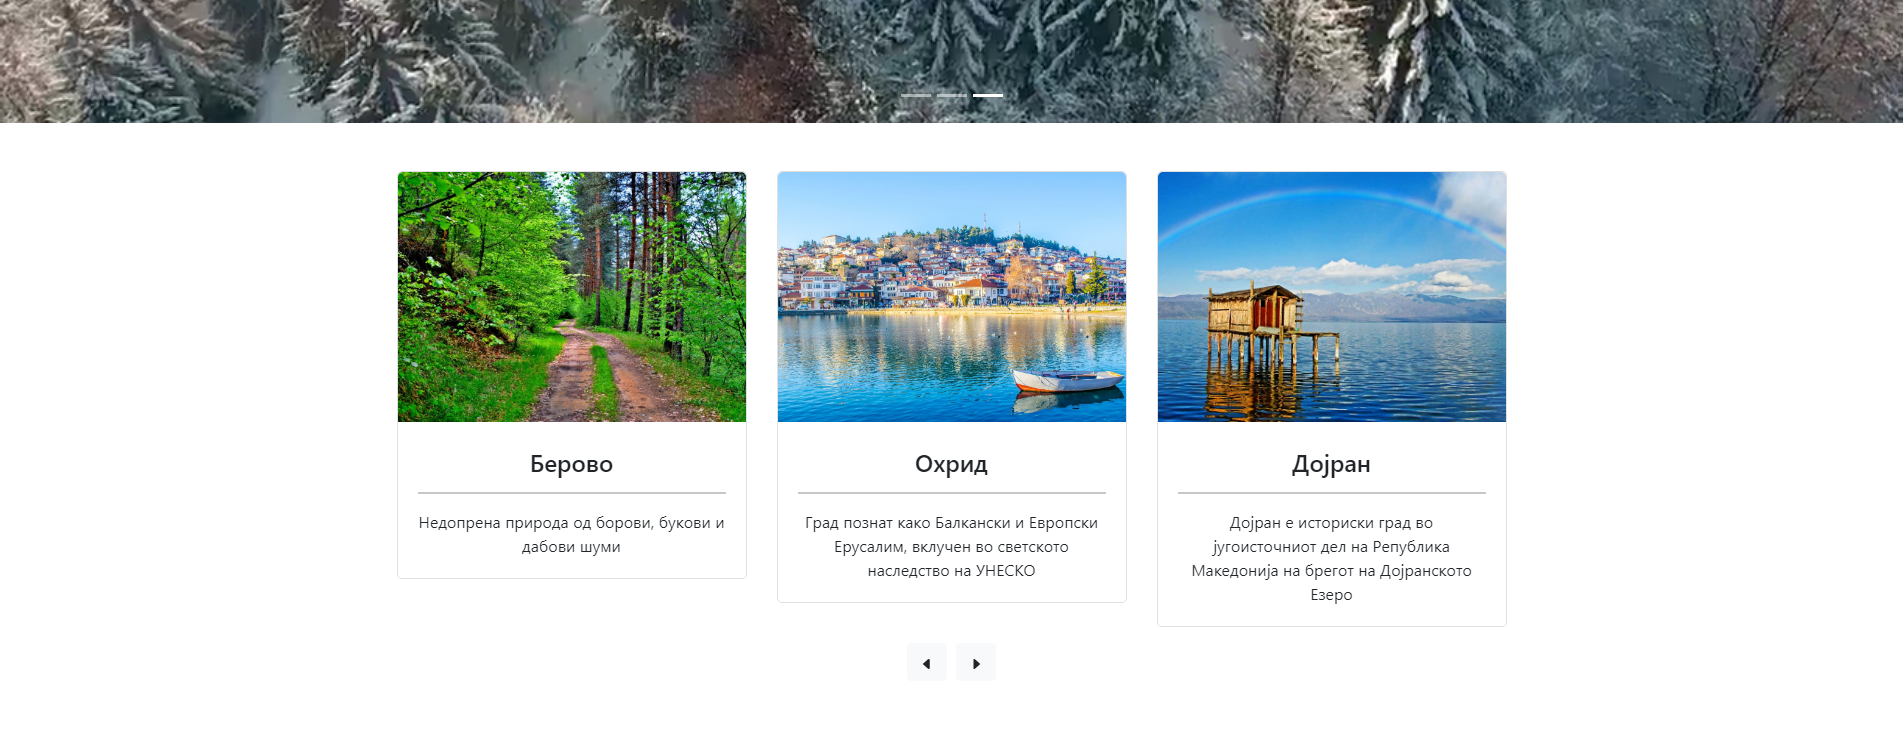 Берово
Недопрена природа од борови, букови и
дабови шуми
Охрид
Град познат како Балкански и Европски
Ерусалим, вклучен во светското
наследство на УНЕСКО
Дојран
Дојран е историски град во
југоисточниот дел на Република
Македонија на брегот на Дојранското
Езеро